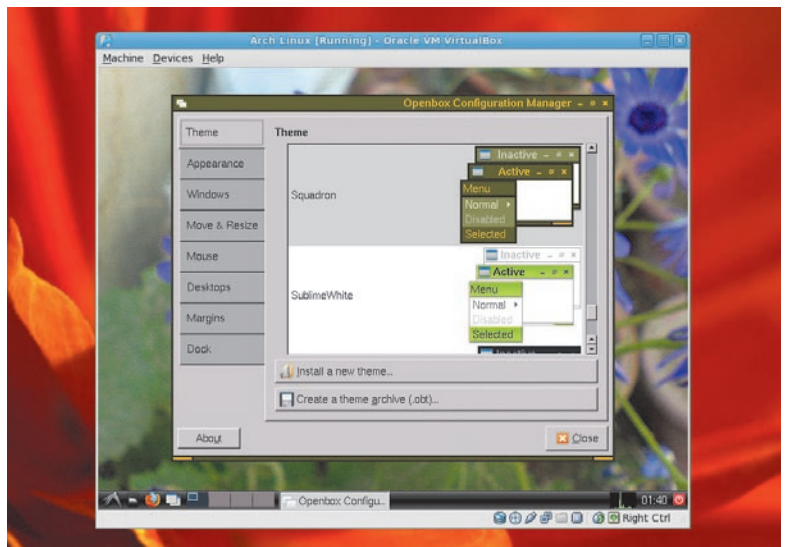 Arch Linux [Running] - Oracle VM VirtualBox
Machine Devices Help
Openbox Configuration Manager
Theme
Appearance
Windows
Move & Resize
Mouse
Desktops
Margins
Dock
Theme
Squadron
Inactive
Active
Menu
Normal
Disabled
Selected
SublimeWhite
Inactive
Active
Menu
Normal
Disabled
Selected
Inactive
Install a new theme...
Create a theme archive (.obt)...
About
Close
Openbox Configu...
01:40
Right Ctrl